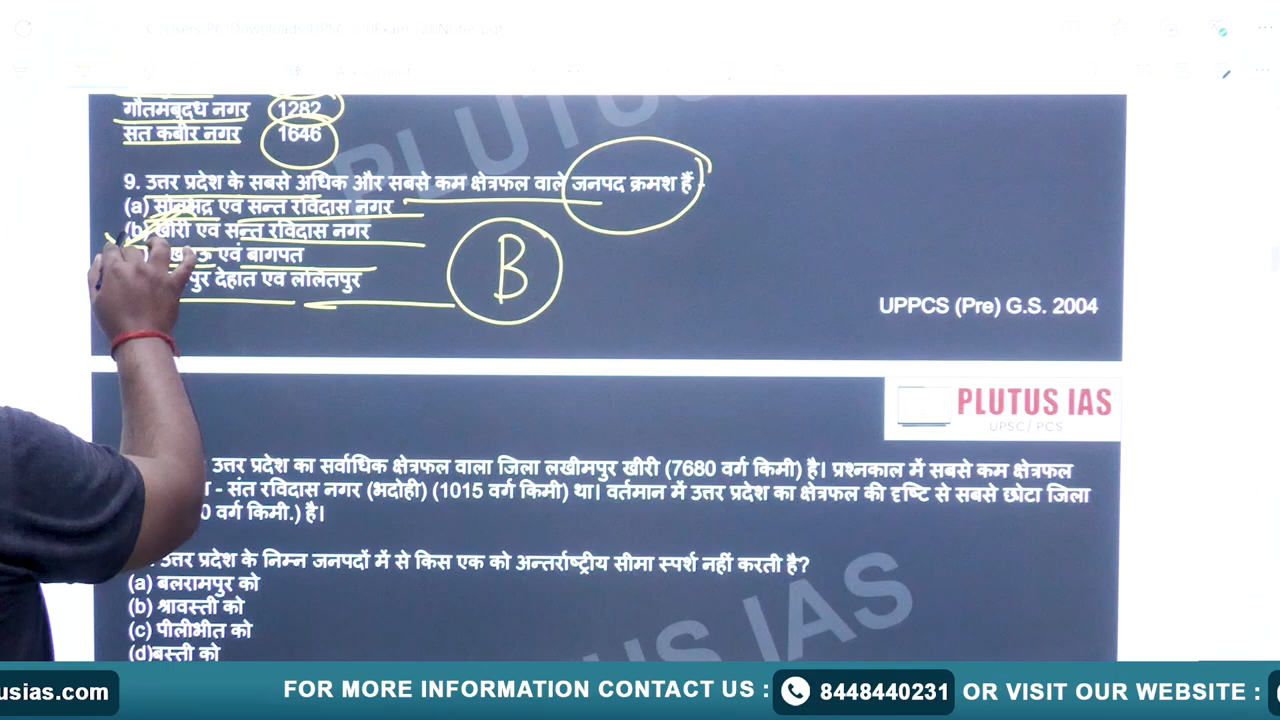 गौतमबुद्ध नगर 1282
संत कबीर नगर 1646
9. उत्तर प्रदेश के सबसे अधिक और सबसे कम क्षेत्रफल वाले जनपद क्रमश हैं -
(a) सोनभद्र एवं सन्त रविदास नगर
(b) खीरी एवं सन्त रविदास नगर
एवं बागपत
पुर देहात एवं ललितपुर
B
UPPCS (Pre) G.S. 2004
PLUTUS IAS
UPSC/ PCS
उत्तर प्रदेश का सर्वाधिक क्षेत्रफल वाला जिला लखीमपुर खीरी (7680 वर्ग किमी) है। प्रश्नकाल में सबसे कम क्षेत्रफल
- संत रविदास नगर (भदोही) (1015 वर्ग किमी) था। वर्तमान में उत्तर प्रदेश का क्षेत्रफल की दृष्टि से सबसे छोटा जिला
0 वर्ग किमी.) है।
उत्तर प्रदेश के निम्न जनपदों में से किस एक को अन्तर्राष्ट्रीय सीमा स्पर्श नहीं करती है?
(a) बलरामपुर को
(b) श्रावस्ती को
(c) पीलीभीत को
(d)बस्ती को
usias.com FOR MORE INFORMATION CONTACT US : 8448440231 OR VISIT OUR WEBSITE :